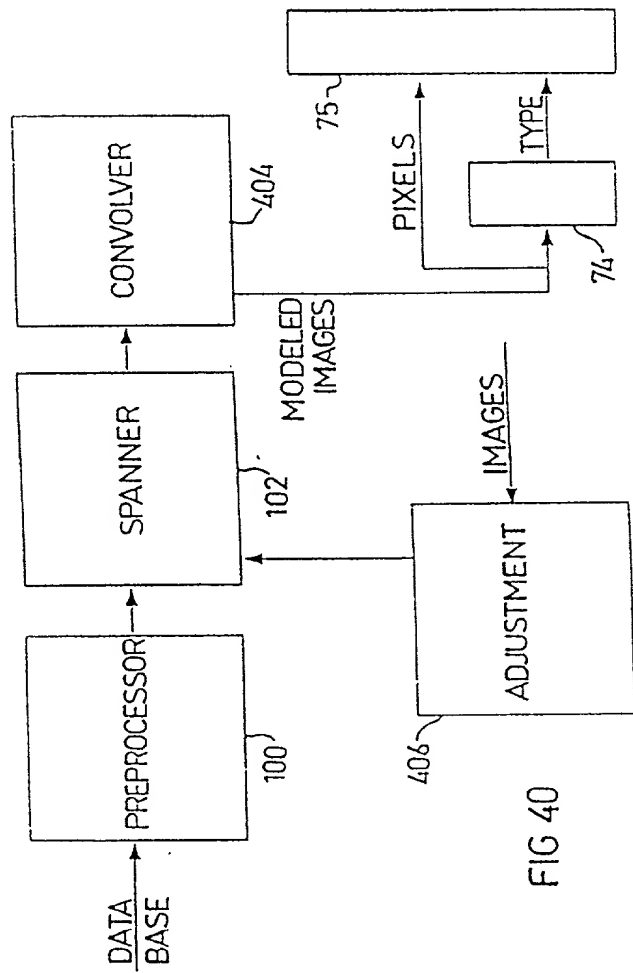 DATA
BASE
PREPROCESSOR
100
SPANNER
102
CONVOLVER
404
MODELED
IMAGES
PIXELS
TYPE
74
75
IMAGES
ADJUSTMENT
406
FIG 40